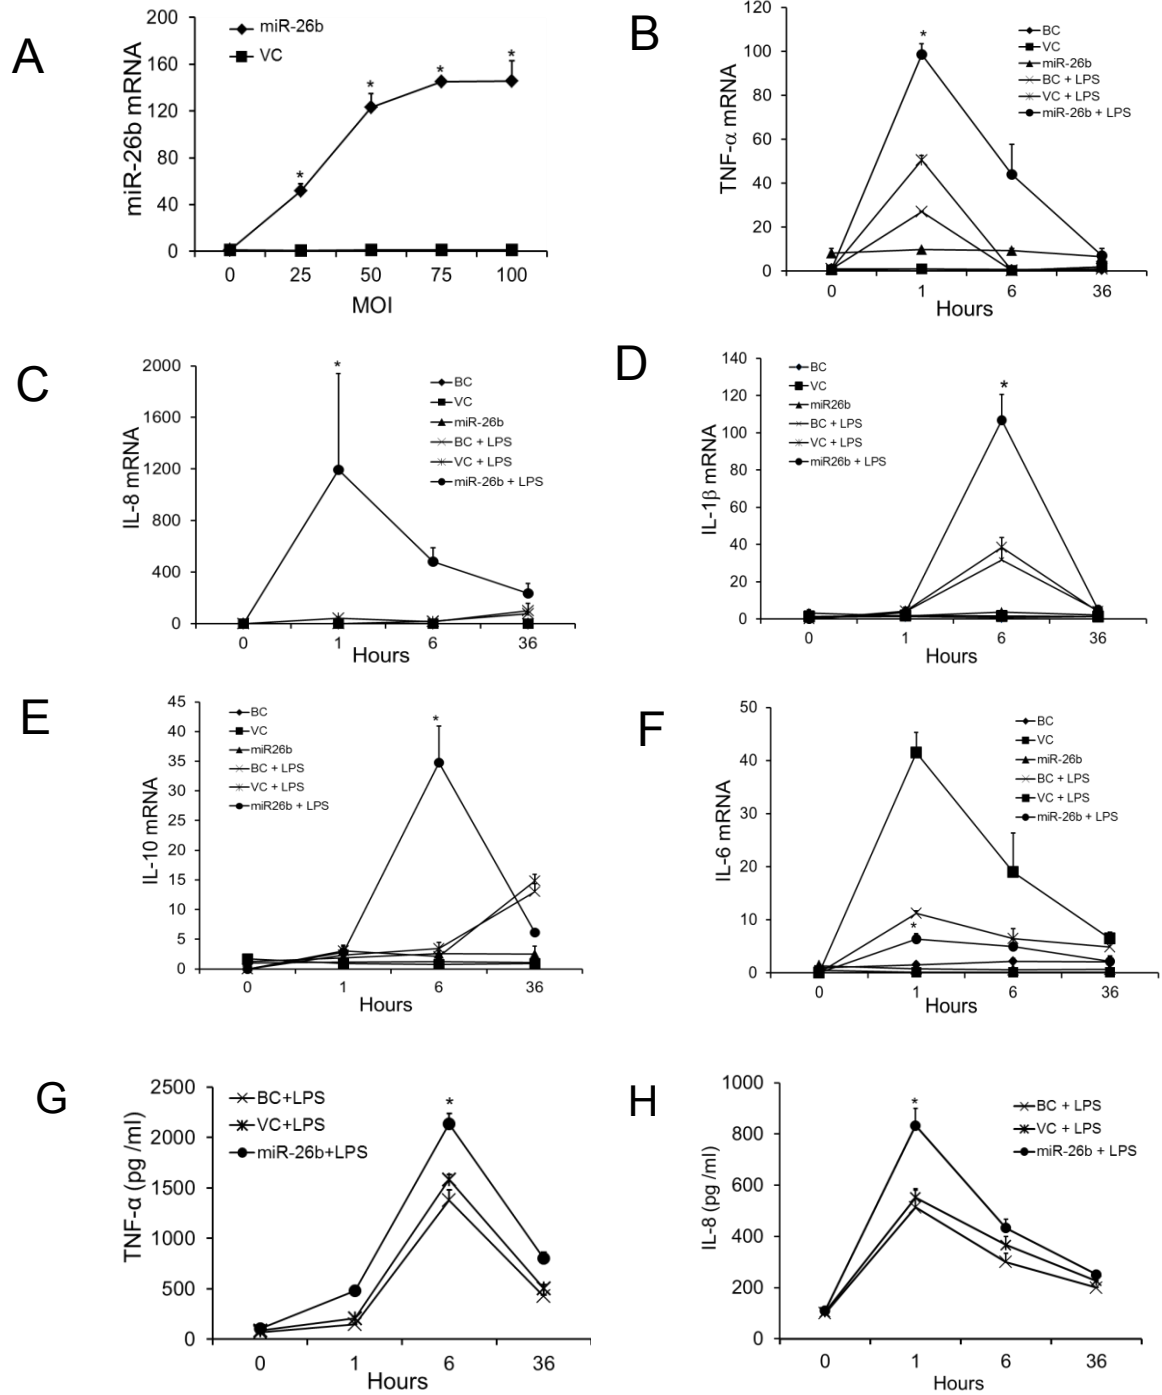 A
miR-26b mRNA
200
160
120
80
40
0
miR-26b
VC
*
*
*
*
0 25 50 75 100
MOI
B
TNF-α mRNA
120
100
80
60
40
20
0
*
BC
VC
miR-26b
BC + LPS
VC + LPS
miR-26b + LPS
0 1 6 36
Hours
C
IL-8 mRNA
2000
1600
1200
800
400
0
*
BC
VC
miR-26b
BC + LPS
VC + LPS
miR-26b + LPS
0 1 6 36
Hours
D
IL-1β mRNA
140
120
100
80
60
40
20
0
BC
VC
miR26b
BC + LPS
VC + LPS
miR26b + LPS
*
0 1 6 36
Hours
E
IL-10 mRNA
45
40
35
30
25
20
15
10
5
0
BC
VC
miR26b
BC + LPS
VC + LPS
miR26b + LPS
*
0 1 6 36
Hours
F
IL-6 mRNA
50
40
30
20
10
0
BC
VC
miR-26b
BC + LPS
VC + LPS
miR-26b + LPS
*
0 1 6 36
Hours
G
TNF-α (pg /ml)
2500
2000
1500
1000
500
0
BC+LPS
VC+LPS
miR-26b+LPS
*
0 1 6 36
Hours
H
IL-8 (pg /ml)
1000
800
600
400
200
0
*
BC + LPS
VC + LPS
miR-26b + LPS
0 1 6 36
Hours